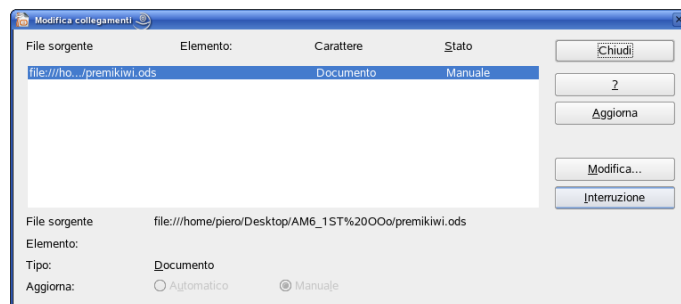 Modifica collegamenti
File sorgente Elemento: Carattere Stato
file:///ho.../premikiwi.ods Documento Manuale
Chiudi
?
Aggiorna
Modifica...
Interruzione
File sorgente file:///home/piero/Desktop/AM6_1ST%20OOo/premikiwi.ods
Elemento:
Tipo: Documento
Aggiorna: Automatico Manuale